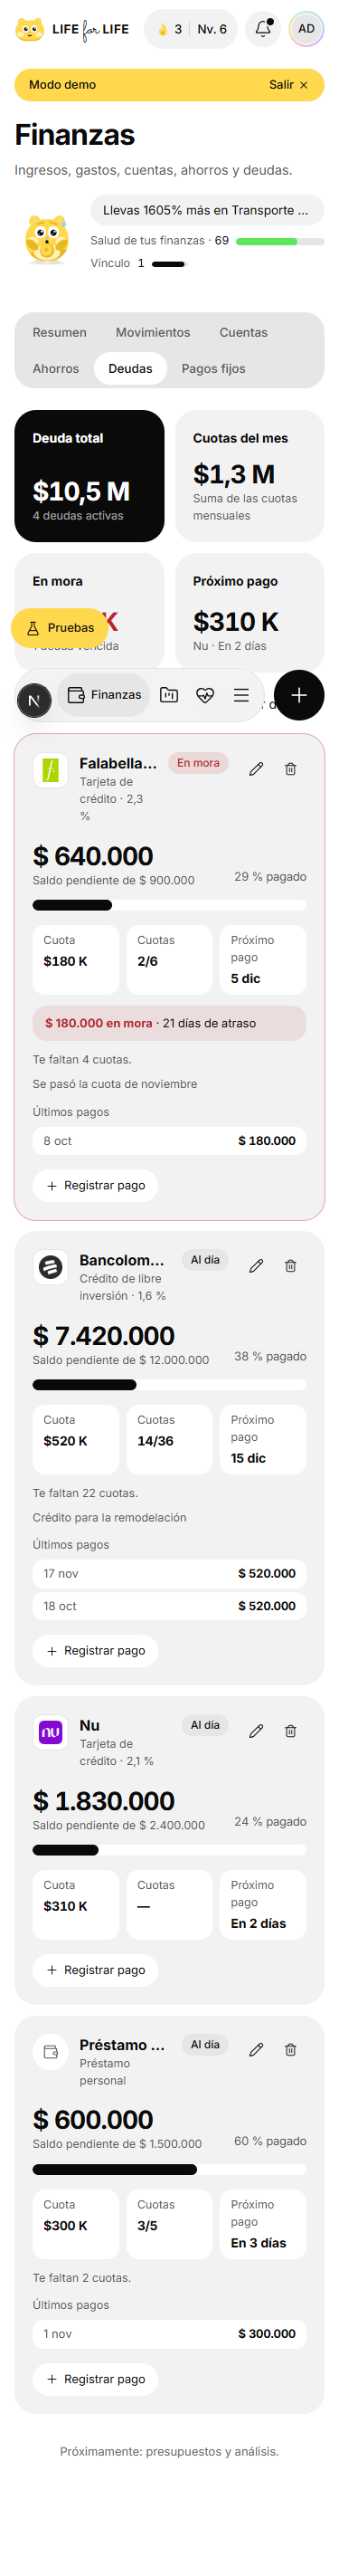 LIFE for LIFE
3
Nv. 6
AD
Modo demo
Salir ×
Finanzas
Ingresos, gastos, cuentas, ahorros y deudas.
Llevas 1605% más en Transporte ...
Salud de tus finanzas · 69
Vínculo 1
Resumen
Movimientos
Cuentas
Ahorros
Deudas
Pagos fijos
Deuda total
$10,5 M
4 deudas activas
Cuotas del mes
$1,3 M
Suma de las cuotas
mensuales
En mora
K
vencida
Próximo pago
$310 K
Nu · En 2 días
Pruebas
N
Finanzas
Falabella...
En mora
Tarjeta de
crédito · 2,3
%
$ 640.000
Saldo pendiente de $ 900.000
29 % pagado
Cuota
$180 K
Cuotas
2/6
Próximo
pago
5 dic
$ 180.000 en mora · 21 días de atraso
Te faltan 4 cuotas.
Se pasó la cuota de noviembre
Últimos pagos
8 oct
$ 180.000
+ Registrar pago
Bancolom...
Al día
Crédito de libre
inversión · 1,6 %
$ 7.420.000
Saldo pendiente de $ 12.000.000
38 % pagado
Cuota
$520 K
Cuotas
14/36
Próximo
pago
15 dic
Te faltan 22 cuotas.
Crédito para la remodelación
Últimos pagos
17 nov
$ 520.000
18 oct
$ 520.000
+ Registrar pago
nu
Nu
Al día
Tarjeta de
crédito · 2,1 %
$ 1.830.000
Saldo pendiente de $ 2.400.000
24 % pagado
Cuota
$310 K
Cuotas
—
Próximo
pago
En 2 días
+ Registrar pago
Préstamo ...
Al día
Préstamo
personal
$ 600.000
Saldo pendiente de $ 1.500.000
60 % pagado
Cuota
$300 K
Cuotas
3/5
Próximo
pago
En 3 días
Te faltan 2 cuotas.
Últimos pagos
1 nov
$ 300.000
+ Registrar pago
Próximamente: presupuestos y análisis.